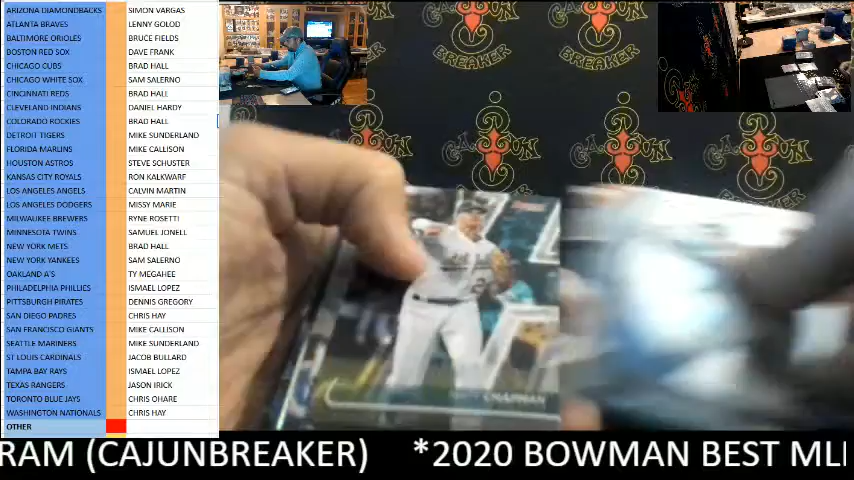 ARIZONA DIAMONDBACKS SIMON VARGAS
ATLANTA BRAVES LENNY GOLOD
BALTIMORE ORIOLES BRUCE FIELDS
BOSTON RED SOX DAVE FRANK
CHICAGO CUBS BRAD HALL
CHICAGO WHITE SOX SAM SALERNO
CINCINNATI REDS BRAD HALL
CLEVELAND INDIANS DANIEL HARDY
COLORADO ROCKIES BRAD HALL
DETROIT TIGERS MIKE SUNDERLAND
FLORIDA MARLINS MIKE CALLISON
HOUSTON ASTROS STEVE SCHUSTER
KANSAS CITY ROYALS RON KALKWARF
LOS ANGELES ANGELS CALVIN MARTIN
LOS ANGELES DODGERS MISSY MARIE
MILWAUKEE BREWERS RYNE ROSETTI
MINNESOTA TWINS SAMUEL JONELL
NEW YORK METS BRAD HALL
NEW YORK YANKEES SAM SALERNO
OAKLAND A'S TY MEGAHEE
PHILADELPHIA PHILLIES ISMAEL LOPEZ
PITTSBURGH PIRATES DENNIS GREGORY
SAN DIEGO PADRES CHRIS HAY
SAN FRANCISCO GIANTS MIKE CALLISON
SEATTLE MARINERS MIKE SUNDERLAND
ST LOUIS CARDINALS JACOB BULLARD
TAMPA BAY RAYS ISMAEL LOPEZ
TEXAS RANGERS JASON IRICK
TORONTO BLUE JAYS CHRIS OHARE
WASHINGTON NATIONALS CHRIS HAY
OTHER
CAJUN
BREAKER
CAJUN
BREAKER
CHAPMAN
RAM (CAJUNBREAKER) *2020 BOWMAN BEST MLI